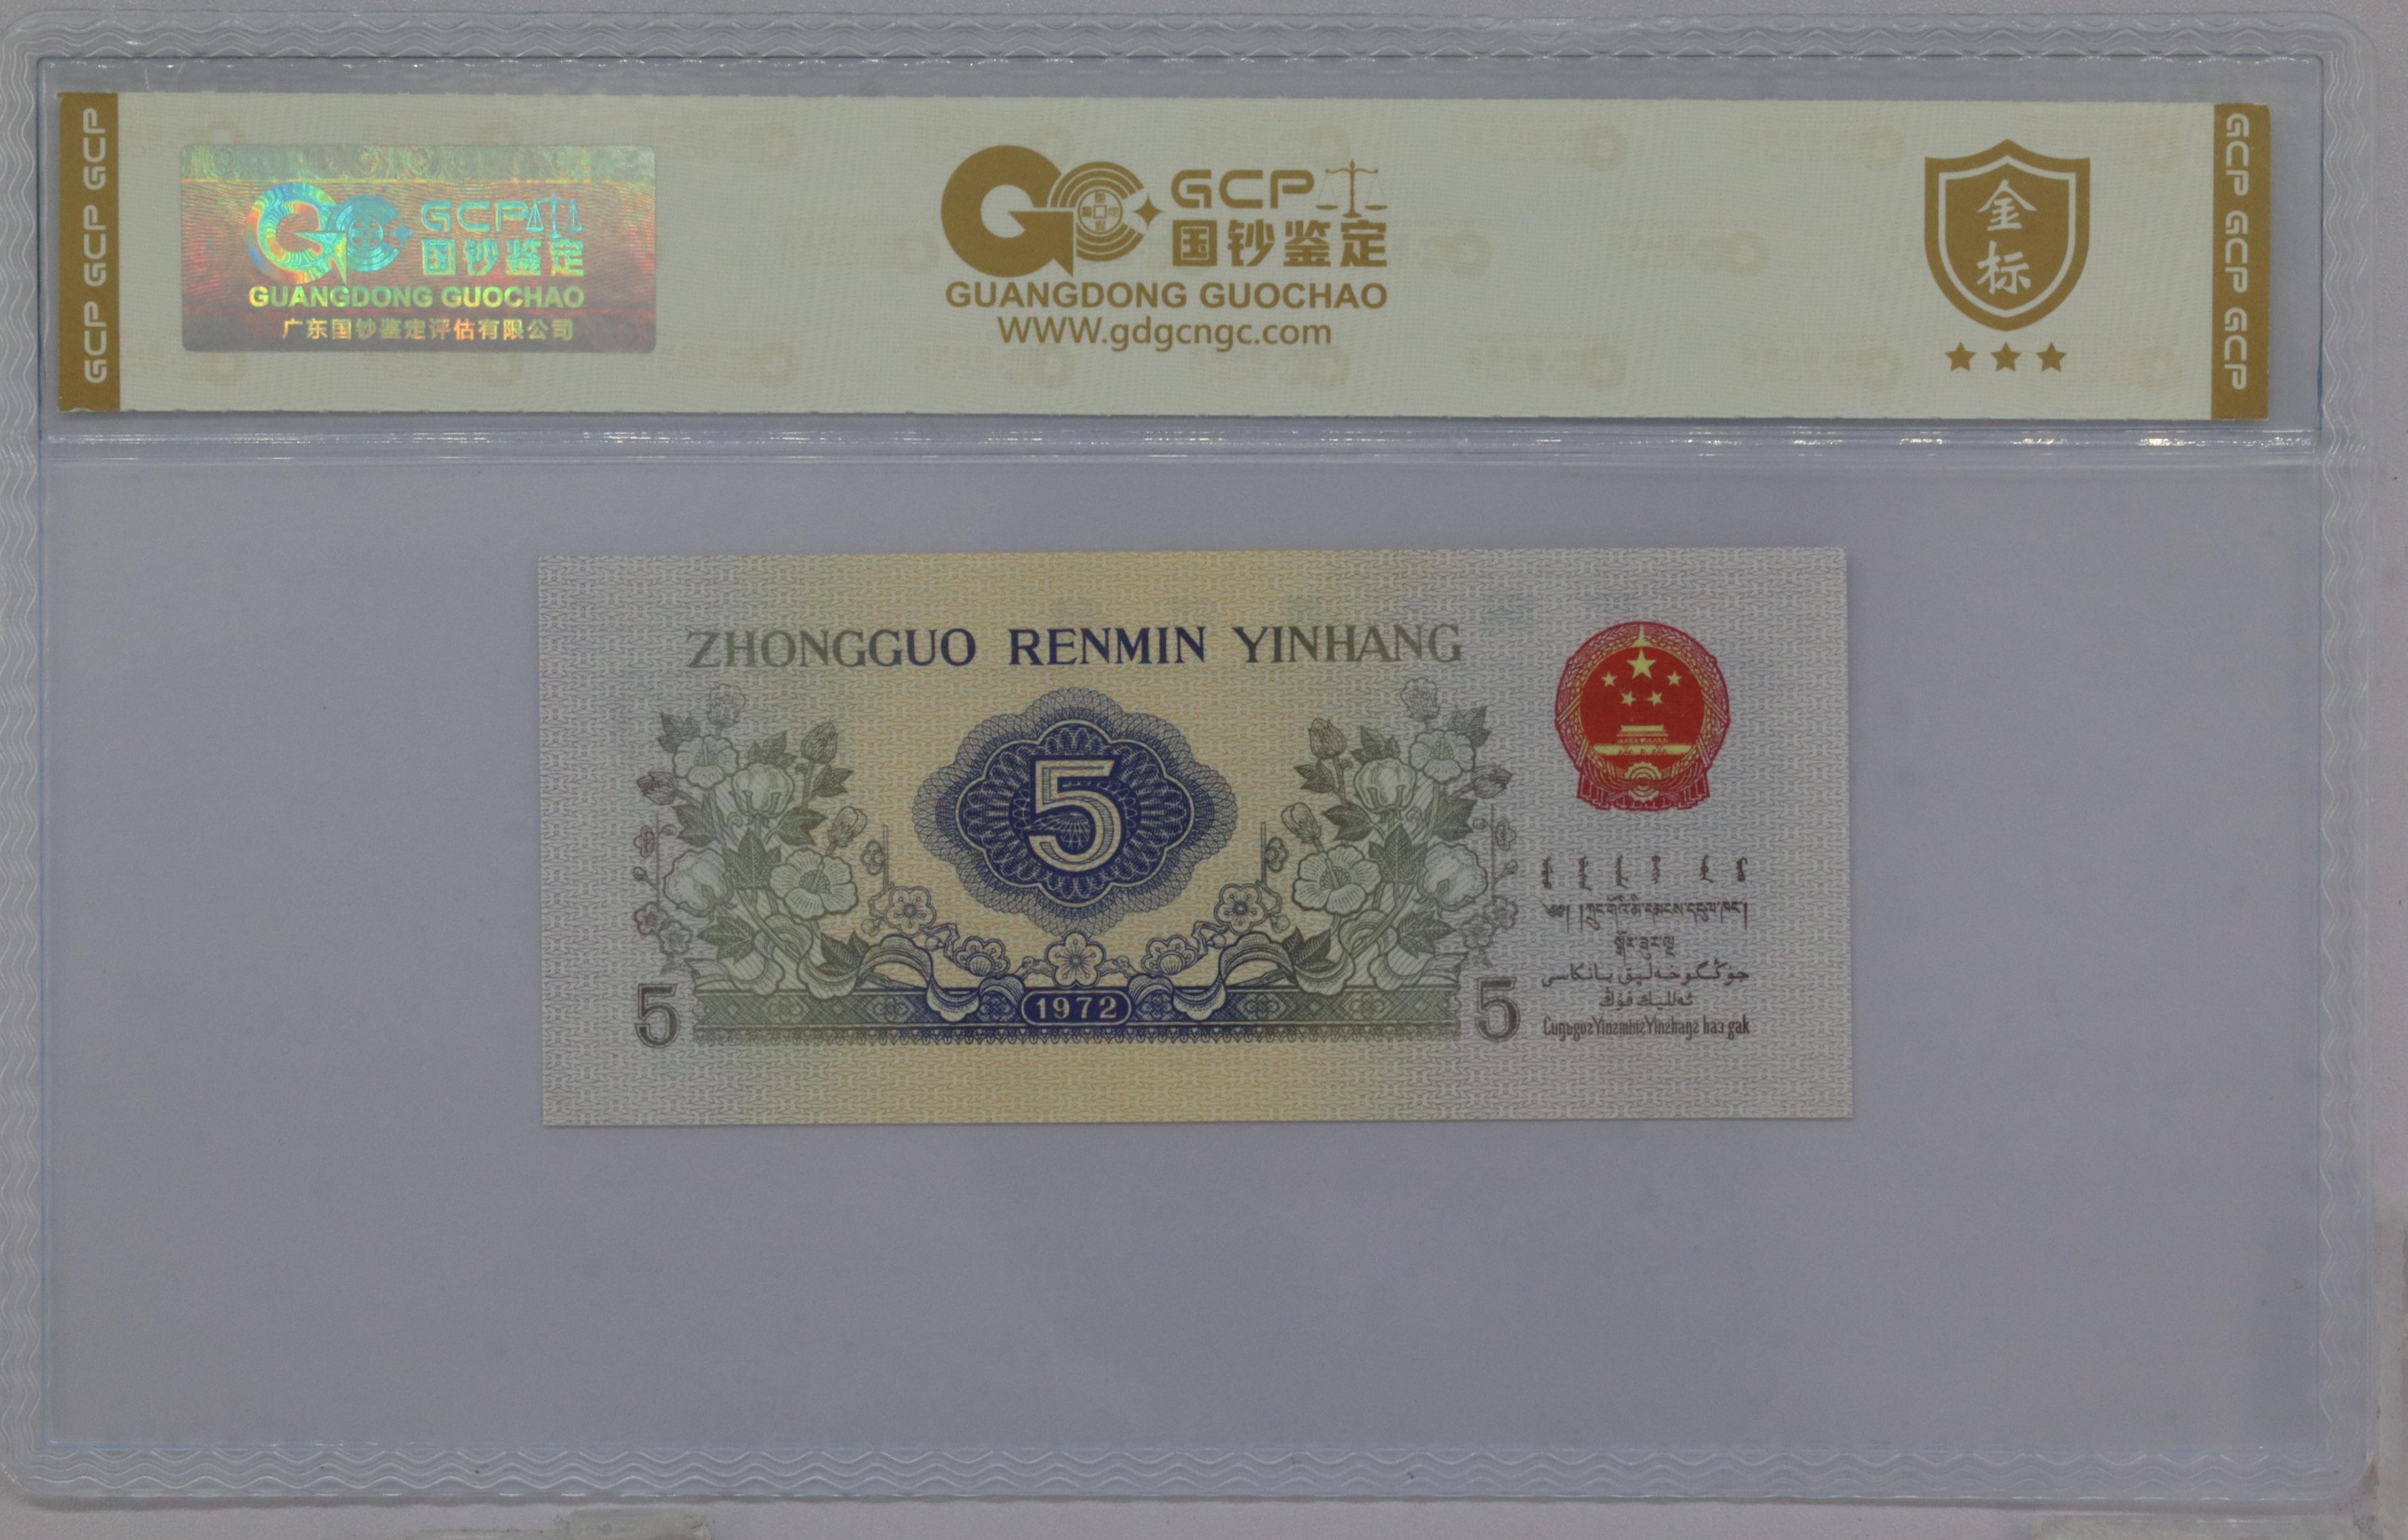 GCP GCP GCP
GCP
国钞鉴定
GUANGDONG GUOCHAO
广东国钞鉴定评估有限公司
GCP
国钞鉴定
GUANGDONG GUOCHAO
WWW.gdgcngc.com
金
标
GCP GCP GCP
ZHONGGUO RENMIN YINHANG
5
1972
5
5
جۇڭگوخەلىق بانكاسى